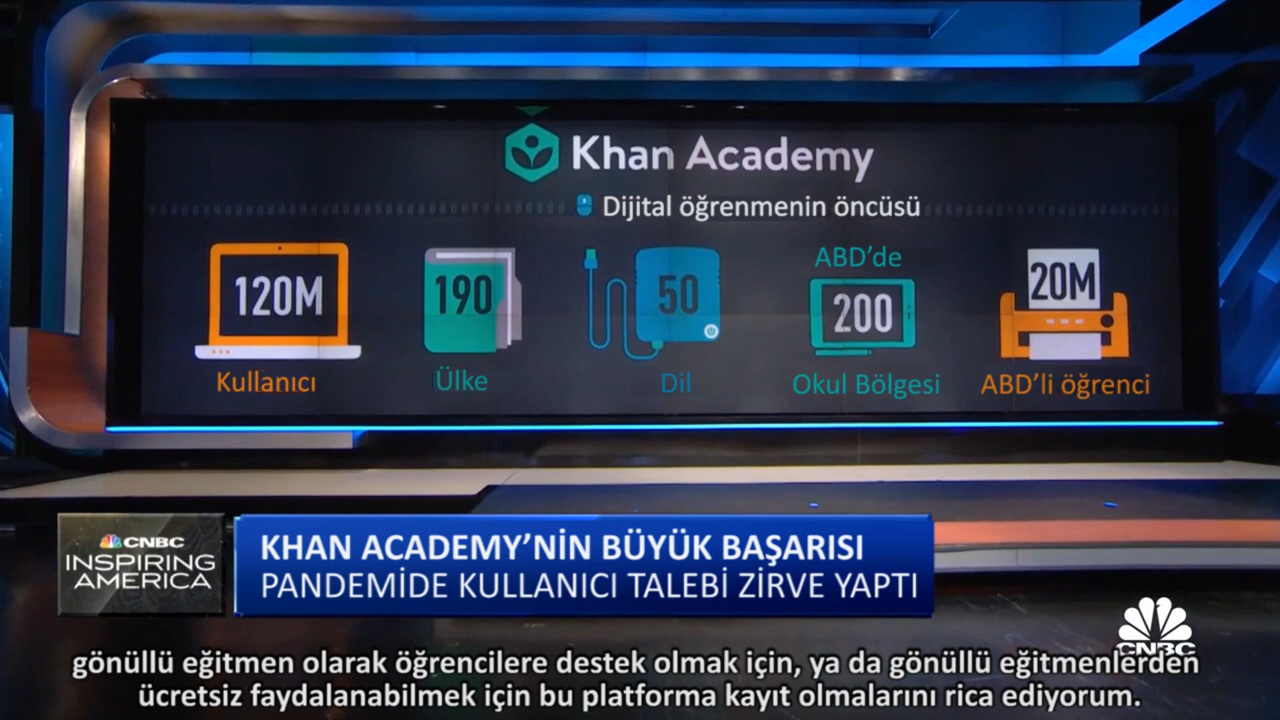 Khan Academy
Dijital öğrenmenin öncüsü
120M
Kullanıcı
190
Ülke
50
Dil
ABD’de
200
Okul Bölgesi
20M
ABD’li öğrenci
CNBC
INSPIRING
AMERICA
KHAN ACADEMY’NİN BÜYÜK BAŞARISI
PANDEMİDE KULLANICI TALEBİ ZİRVE YAPTI
CNBC
gönüllü eğitmen olarak öğrencilere destek olmak için, ya da gönüllü eğitmenlerden
ücretsiz faydalanabilmek için bu platforma kayıt olmalarını rica ediyorum.